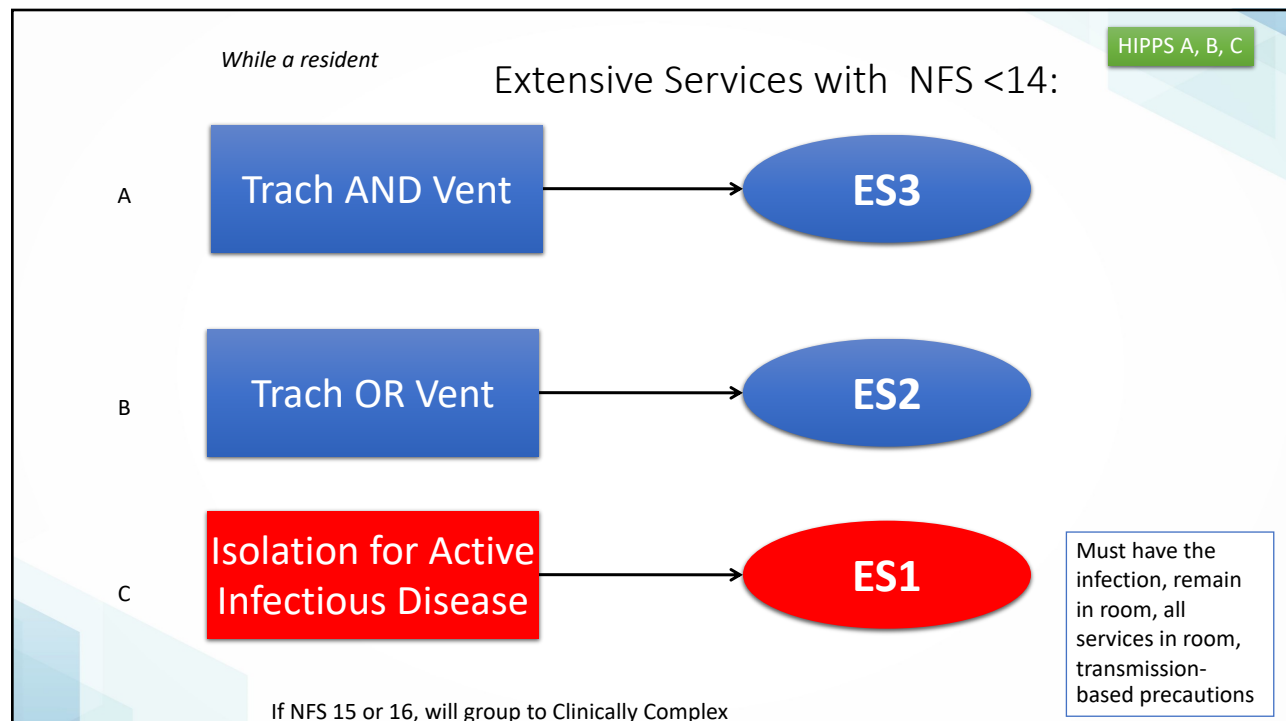 While a resident
HIPPS A, B, C
Extensive Services with  NFS <14:
A
Trach AND Vent
ES3
B
Trach OR Vent
ES2
C
Isolation for Active
Infectious Disease
ES1
Must have the
infection, remain
in room, all
services in room,
transmission-
based precautions
If NFS 15 or 16, will group to Clinically Complex